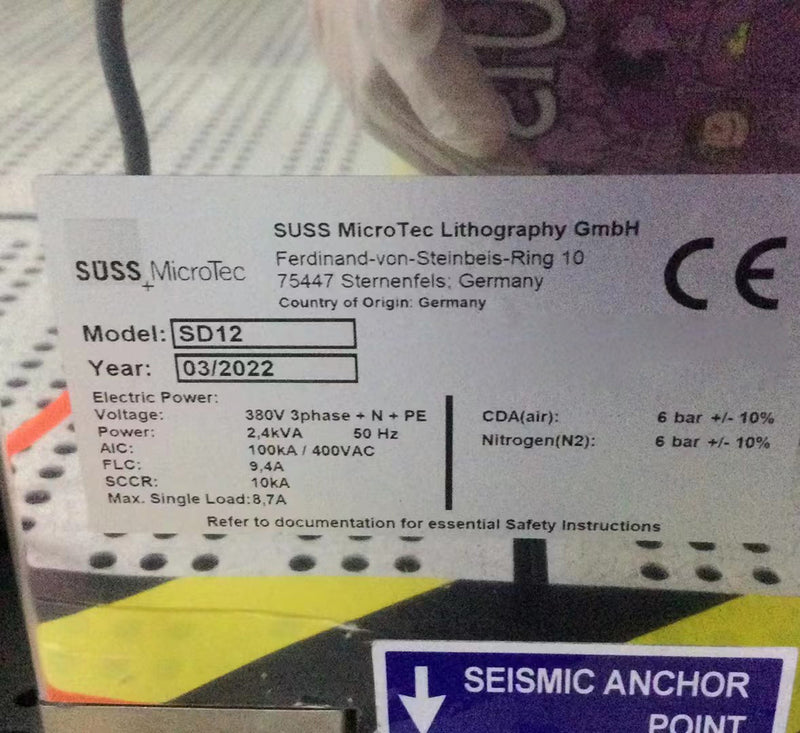 SUSS MicroTec Lithography GmbH
SÜSS MicroTec
Ferdinand-von-Steinbeis-Ring 10
75447 Sternenfels; Germany
Country of Origin: Germany
CE
Model: SD12
Year: 03/2022
Electric Power:
Voltage: 380V 3phase + N + PE
Power: 2,4kVA 50 Hz
AIC: 100kA / 400VAC
FLC: 9,4A
SCCR: 10kA
Max. Single Load: 8,7A
CDA(air): 6 bar +/- 10%
Nitrogen(N2): 6 bar +/- 10%
Refer to documentation for essential Safety Instructions
SEISMIC ANCHOR
POINT